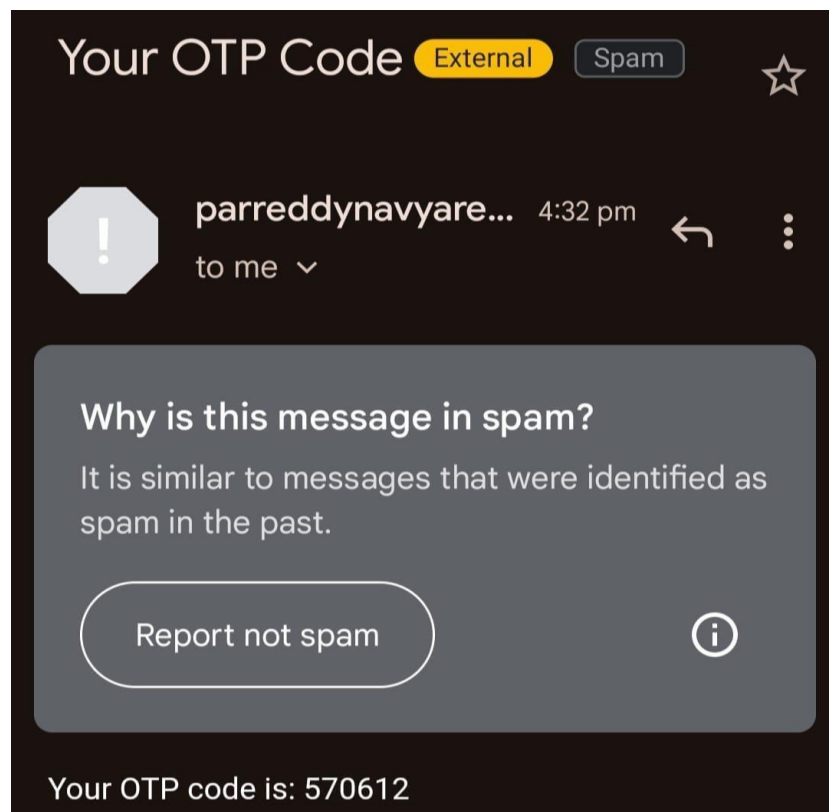 Your OTP Code External Spam
parreddynavyare... 4:32 pm
to me
Why is this message in spam?
It is similar to messages that were identified as
spam in the past.
Report not spam
Your OTP code is: 570612